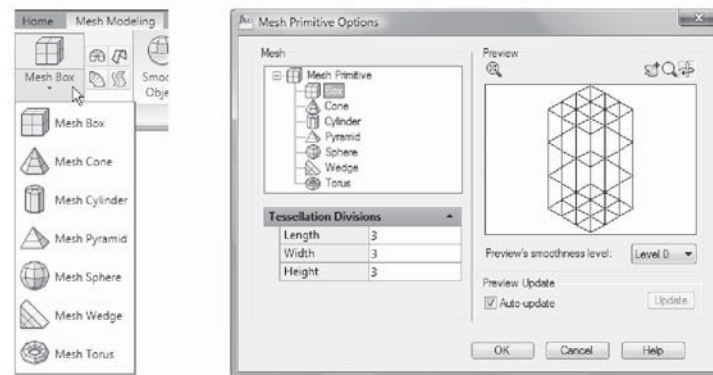 Home Mesh Modeling
Mesh Box
Smoo
Obje
Mesh Box
Mesh Cone
Mesh Cylinder
Mesh Pyramid
Mesh Sphere
Mesh Wedge
Mesh Torus
Mesh Primitive Options
Mesh
Mesh Primitive
Box
Cone
Cylinder
Pyramid
Sphere
Wedge
Torus
Tessellation Divisions
Length 3
Width 3
Height 3
Preview
Preview's smoothness level: Level 0
Preview Update
Auto-update Update
OK Cancel Help